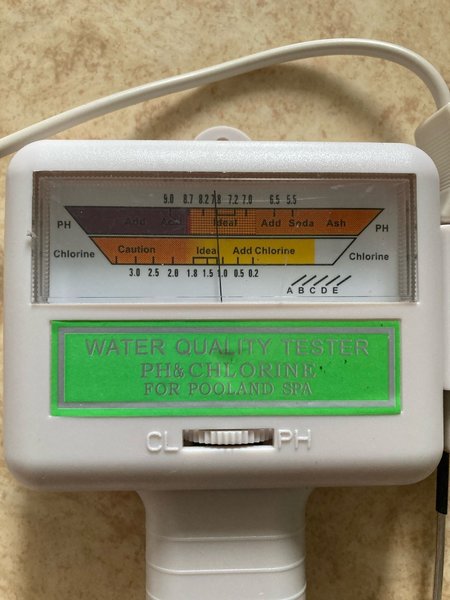 9.0 8.7 8.2 7.8 7.2 7.0 6.5 5.5
PH Add Acid Ideal Add Soda Ash PH
Chlorine Caution Ideal Add Chlorine Chlorine
3.0 2.5 2.0 1.8 1.5 1.0 0.5 0.2
A B C D E
WATER QUALITY TESTER
PH&CHLORINE
FOR POOLAND SPA
CL PH